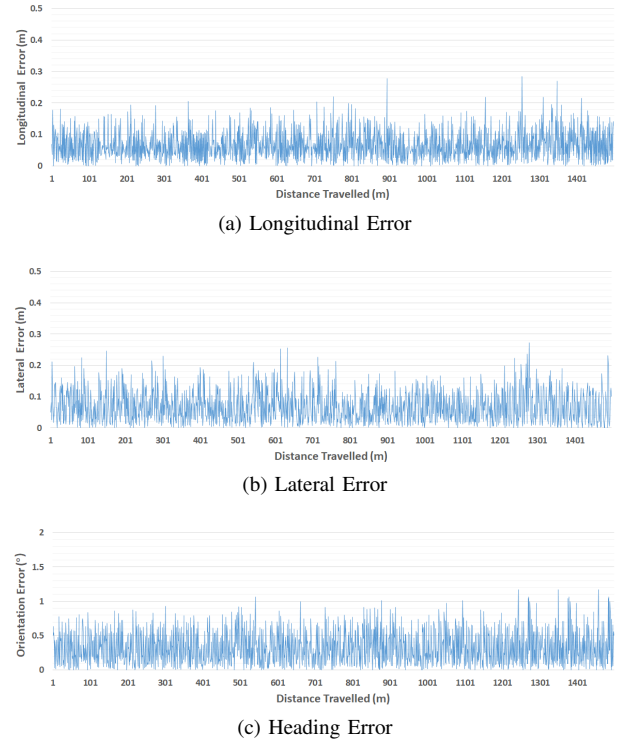 0.5
0.4
0.3
0.2
0.1
0
Longitudinal Error (m)
1 101 201 301 401 501 601 701 801 901 1001 1101 1201 1301 1401
Distance Travelled (m)
(a) Longitudinal Error
0.5
0.4
0.3
0.2
0.1
0
Lateral Error (m)
1 101 201 301 401 501 601 701 801 901 1001 1101 1201 1301 1401
Distance Travelled (m)
(b) Lateral Error
2
1.5
1
0.5
0
Orientation Error (°)
1 101 201 301 401 501 601 701 801 901 1001 1101 1201 1301 1401
Distance Travelled (m)
(c) Heading Error